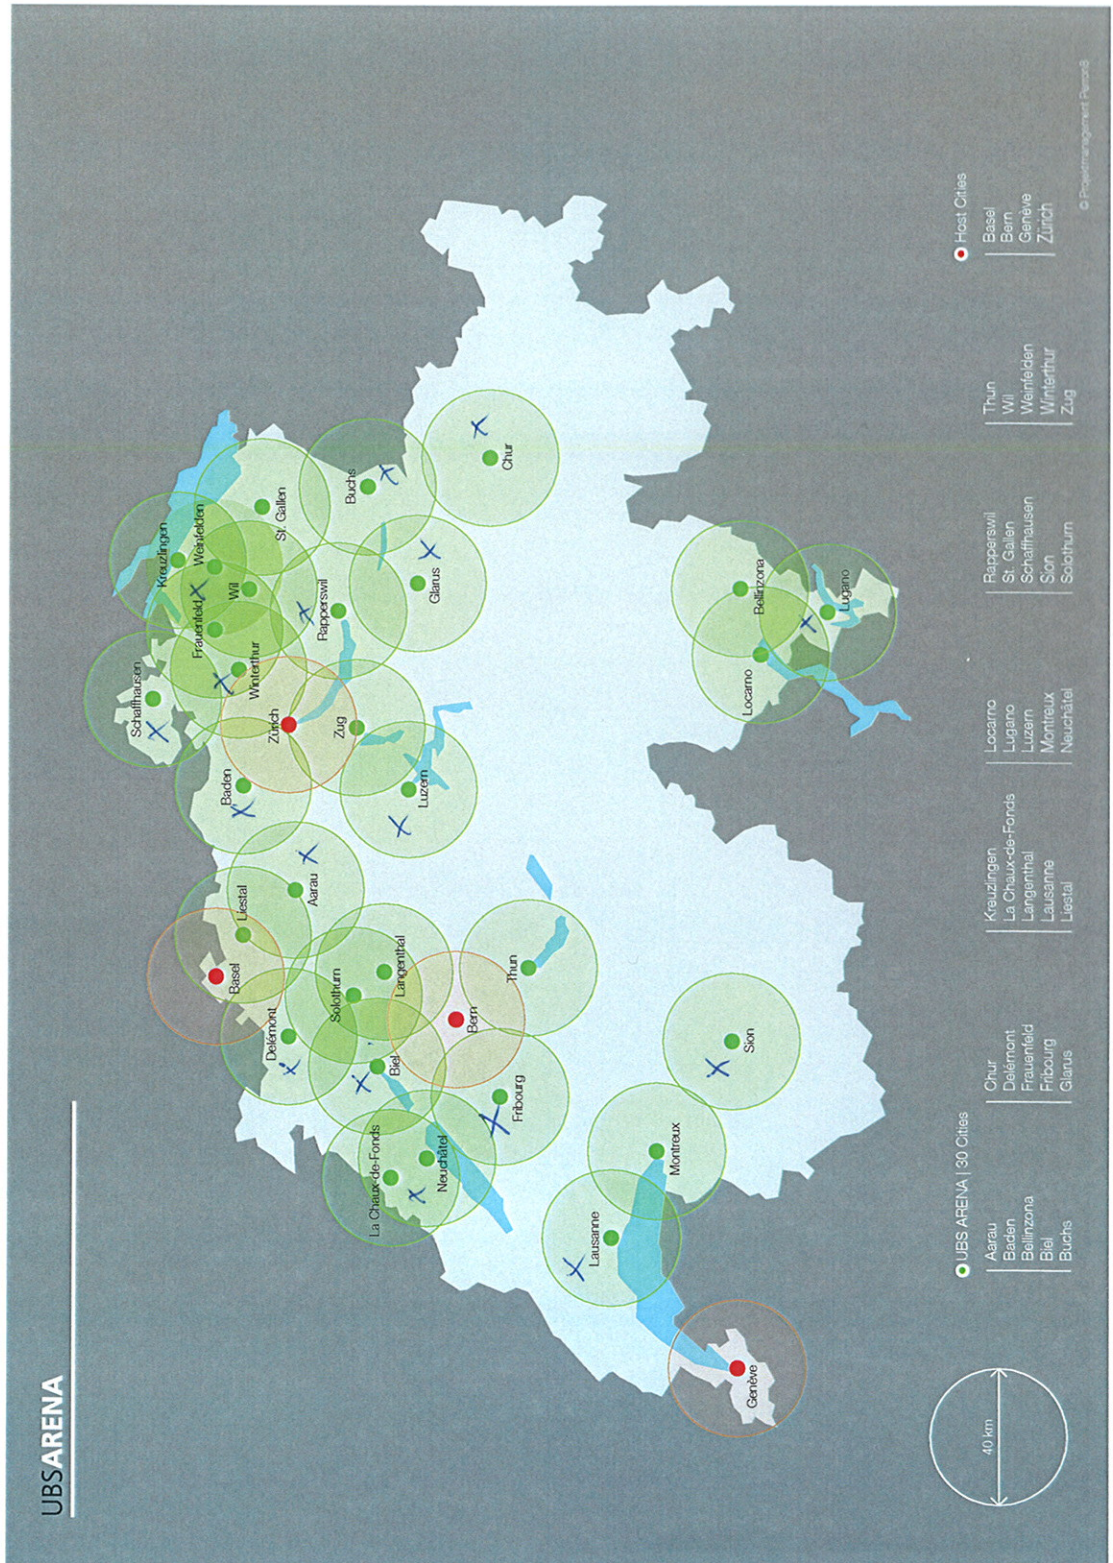 UBSARENA
Schaffhausen
Kreuzlingen
Frauenfeld
Weinfelden
Wil
Winterthur
St. Gallen
Basel
Liestal
Baden
Zürich
Rapperswil
Buchs
Delémont
Aarau
Zug
Solothurn
Langenthal
Luzern
Glarus
Biel
Chur
La Chaux-de-Fonds
Neuchâtel
Bern
Thun
Fribourg
Lausanne
Montreux
Sion
Genève
Bellinzona
Locarno
Lugano
40 km
UBS ARENA | 30 Cities
Aarau
Baden
Bellinzona
Biel
Buchs
Chur
Delémont
Frauenfeld
Fribourg
Glarus
Kreuzlingen
La Chaux-de-Fonds
Langenthal
Lausanne
Liestal
Locarno
Lugano
Luzern
Montreux
Neuchâtel
Rapperswil
St. Gallen
Schaffhausen
Sion
Solothurn
Thun
Wil
Weinfelden
Winterthur
Zug
Host Cities
Basel
Bern
Genève
Zürich
© Projektmanagement Perron8